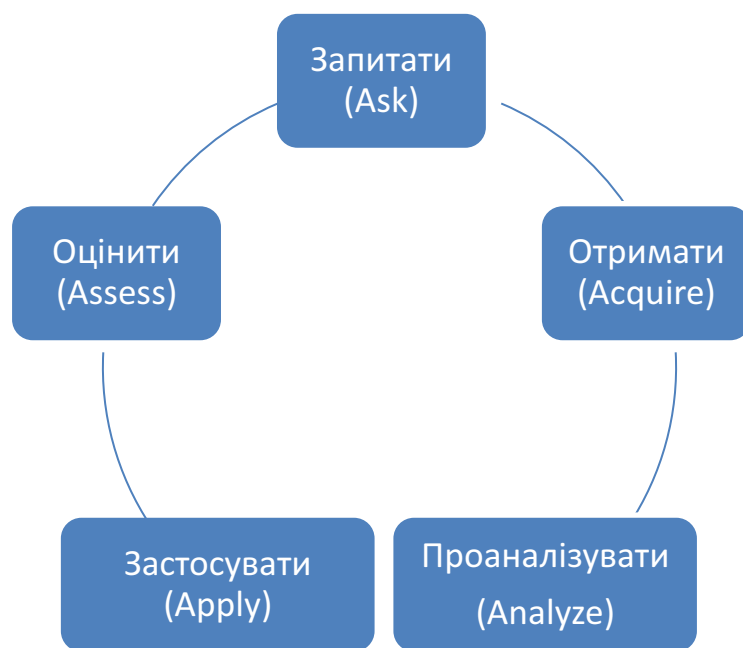 Запитати
(Ask)
Оцінити
(Assess)
Отримати
(Acquire)
Застосувати
(Apply)
Проаналізувати
(Analyze)